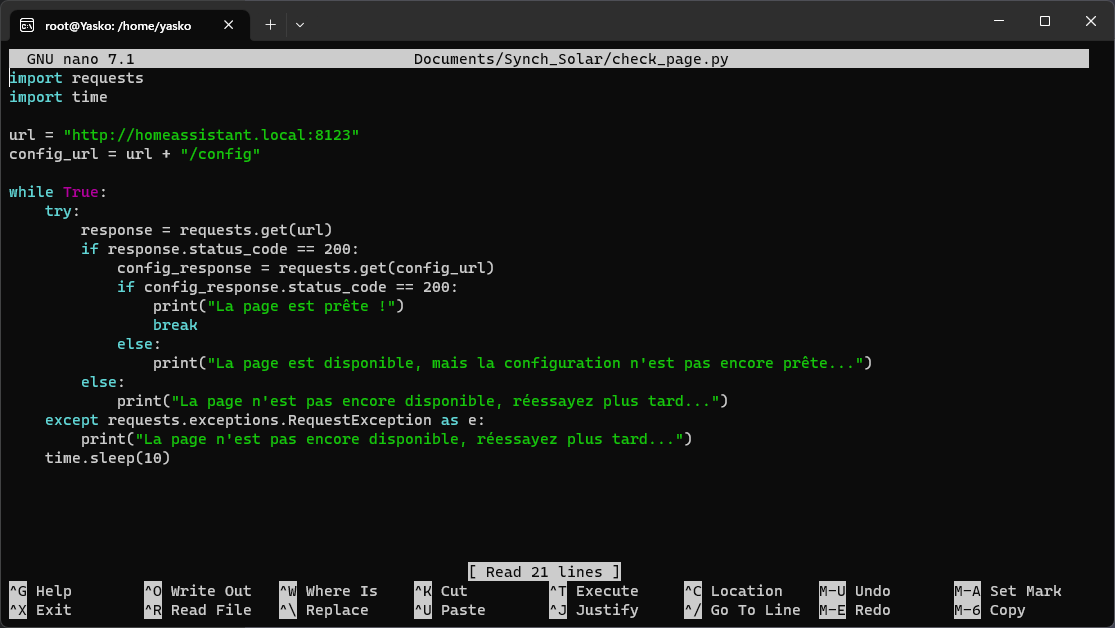 root@Yasko: /home/yasko
GNU nano 7.1 Documents/Synch_Solar/check_page.py
import requests
import time

url = "http://homeassistant.local:8123"
config_url = url + "/config"

while True:
    try:
        response = requests.get(url)
        if response.status_code == 200:
            config_response = requests.get(config_url)
            if config_response.status_code == 200:
                print("La page est prête !")
                break
            else:
                print("La page est disponible, mais la configuration n'est pas encore prête...")
        else:
            print("La page n'est pas encore disponible, réessayez plus tard...")
    except requests.exceptions.RequestException as e:
        print("La page n'est pas encore disponible, réessayez plus tard...")
    time.sleep(10)

[ Read 21 lines ]
^G Help ^O Write Out ^W Where Is ^K Cut ^T Execute ^C Location M-U Undo M-A Set Mark
^X Exit ^R Read File ^\ Replace ^U Paste ^J Justify ^/ Go To Line M-E Redo M-6 Copy